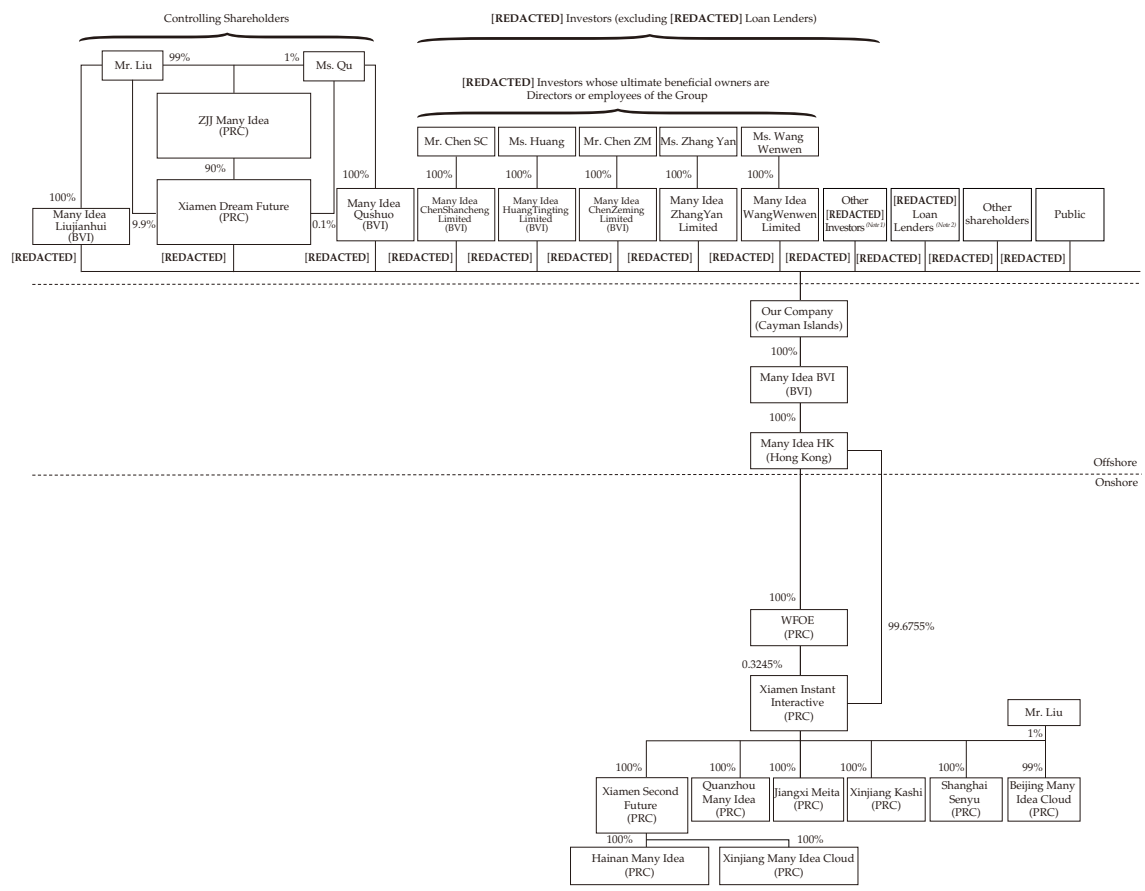 Controlling Shareholders
[REDACTED] Investors (excluding [REDACTED] Loan Lenders)
Mr. Liu
99%
1%
Ms. Qu
[REDACTED] Investors whose ultimate beneficial owners are
Directors or employees of the Group
ZJJ Many Idea
(PRC)
Mr. Chen SC
Ms. Huang
Mr. Chen ZM
Ms. Zhang Yan
Ms. Wang
Wenwen
90%
100%
100%
100%
100%
100%
100%
100%
Many Idea
Liujianhui
(BVI)
9.9%
Xiamen Dream Future
(PRC)
0.1%
Many Idea
Qushuo
(BVI)
Many Idea
ChenShancheng
Limited
(BVI)
Many Idea
HuangTingting
Limited
(BVI)
Many Idea
ChenZeming
Limited
(BVI)
Many Idea
ZhangYan
Limited
Many Idea
WangWenwen
Limited
Other
[REDACTED]
Investors (Note 1)
[REDACTED]
Loan
Lenders (Note 2)
Other
shareholders
Public
[REDACTED]
[REDACTED]
[REDACTED]
[REDACTED]
[REDACTED]
[REDACTED]
[REDACTED]
[REDACTED]
[REDACTED]
[REDACTED]
[REDACTED]
Our Company
(Cayman Islands)
100%
Many Idea BVI
(BVI)
100%
Many Idea HK
(Hong Kong)
Offshore
Onshore
100%
WFOE
(PRC)
99.6755%
0.3245%
Xiamen Instant
Interactive
(PRC)
Mr. Liu
1%
100%
100%
100%
100%
100%
99%
Xiamen Second
Future
(PRC)
Quanzhou
Many Idea
(PRC)
Jiangxi Meita
(PRC)
Xinjiang Kashi
(PRC)
Shanghai
Senyu
(PRC)
Beijing Many
Idea Cloud
(PRC)
100%
100%
Hainan Many Idea
(PRC)
Xinjiang Many Idea Cloud
(PRC)